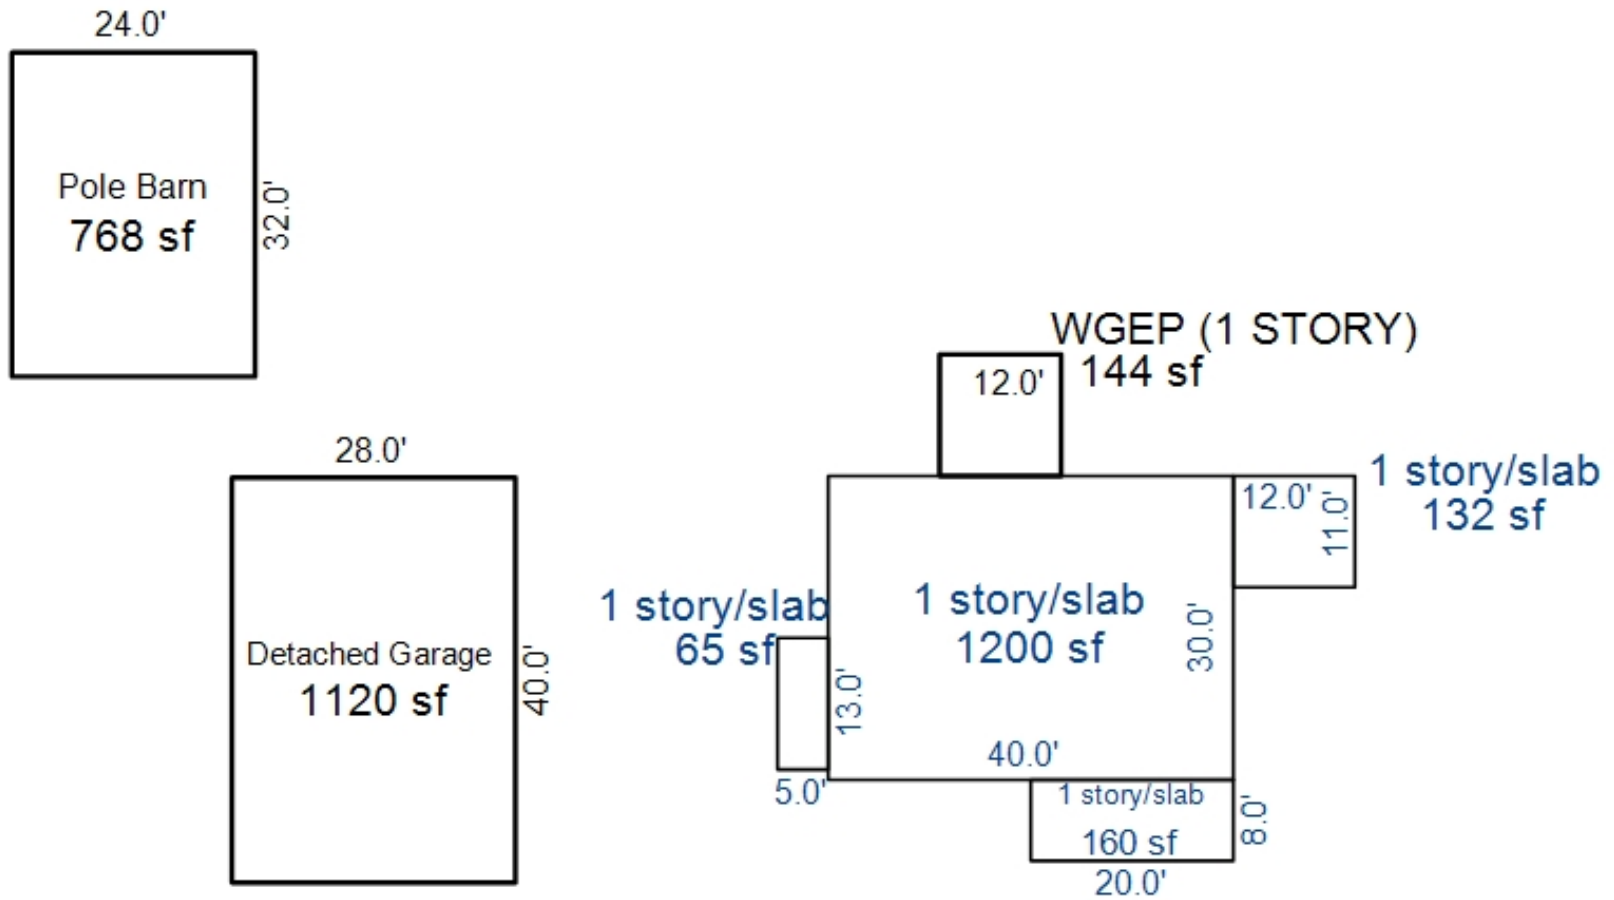 24.0'
Pole Barn
768 sf
32.0'
28.0'
Detached Garage
1120 sf
40.0'
WGEP (1 STORY)
144 sf
12.0'
1 story/slab
132 sf
12.0'
11.0'
1 story/slab
65 sf
13.0'
5.0'
1 story/slab
1200 sf
30.0'
40.0'
1 story/slab
160 sf
8.0'
20.0'